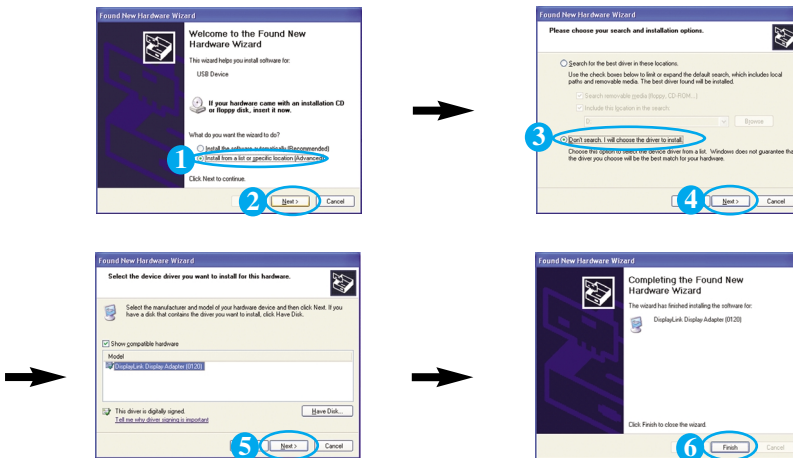 Found New Hardware Wizard
Welcome to the Found New
Hardware Wizard
This wizard helps you install software for:
USB Device
If your hardware came with an installation CD
or floppy disk, insert it now.
What do you want the wizard to do?
Install the software automatically (Recommended)
1
Install from a list or specific location (Advanced)
Click Next to continue.
2
Next >
Cancel
Found New Hardware Wizard
Please choose your search and installation options.
Search for the best driver in these locations.
Use the check boxes below to limit or expand the default search, which includes local
paths and removable media. The best driver found will be installed.
Search removable media (floppy, CD-ROM...)
Include this location in the search:
D:
Browse
3
Don't search. I will choose the driver to install.
Choose this option to select the device driver from a list. Windows does not guarantee tha
the driver you choose will be the best match for your hardware.
4
Next >
Cancel
Found New Hardware Wizard
Select the device driver you want to install for this hardware.
Select the manufacturer and model of your hardware device and then click Next. If you
have a disk that contains the driver you want to install, click Have Disk.
Show compatible hardware
Model
DisplayLink Display Adapter (0120)
This driver is digitally signed.
Have Disk...
Tell me why driver signing is important
5
Next >
Cancel
Found New Hardware Wizard
Completing the Found New
Hardware Wizard
The wizard has finished installing the software for:
DisplayLink Display Adapter (0120)
Click Finish to close the wizard.
6
Finish
Cancel